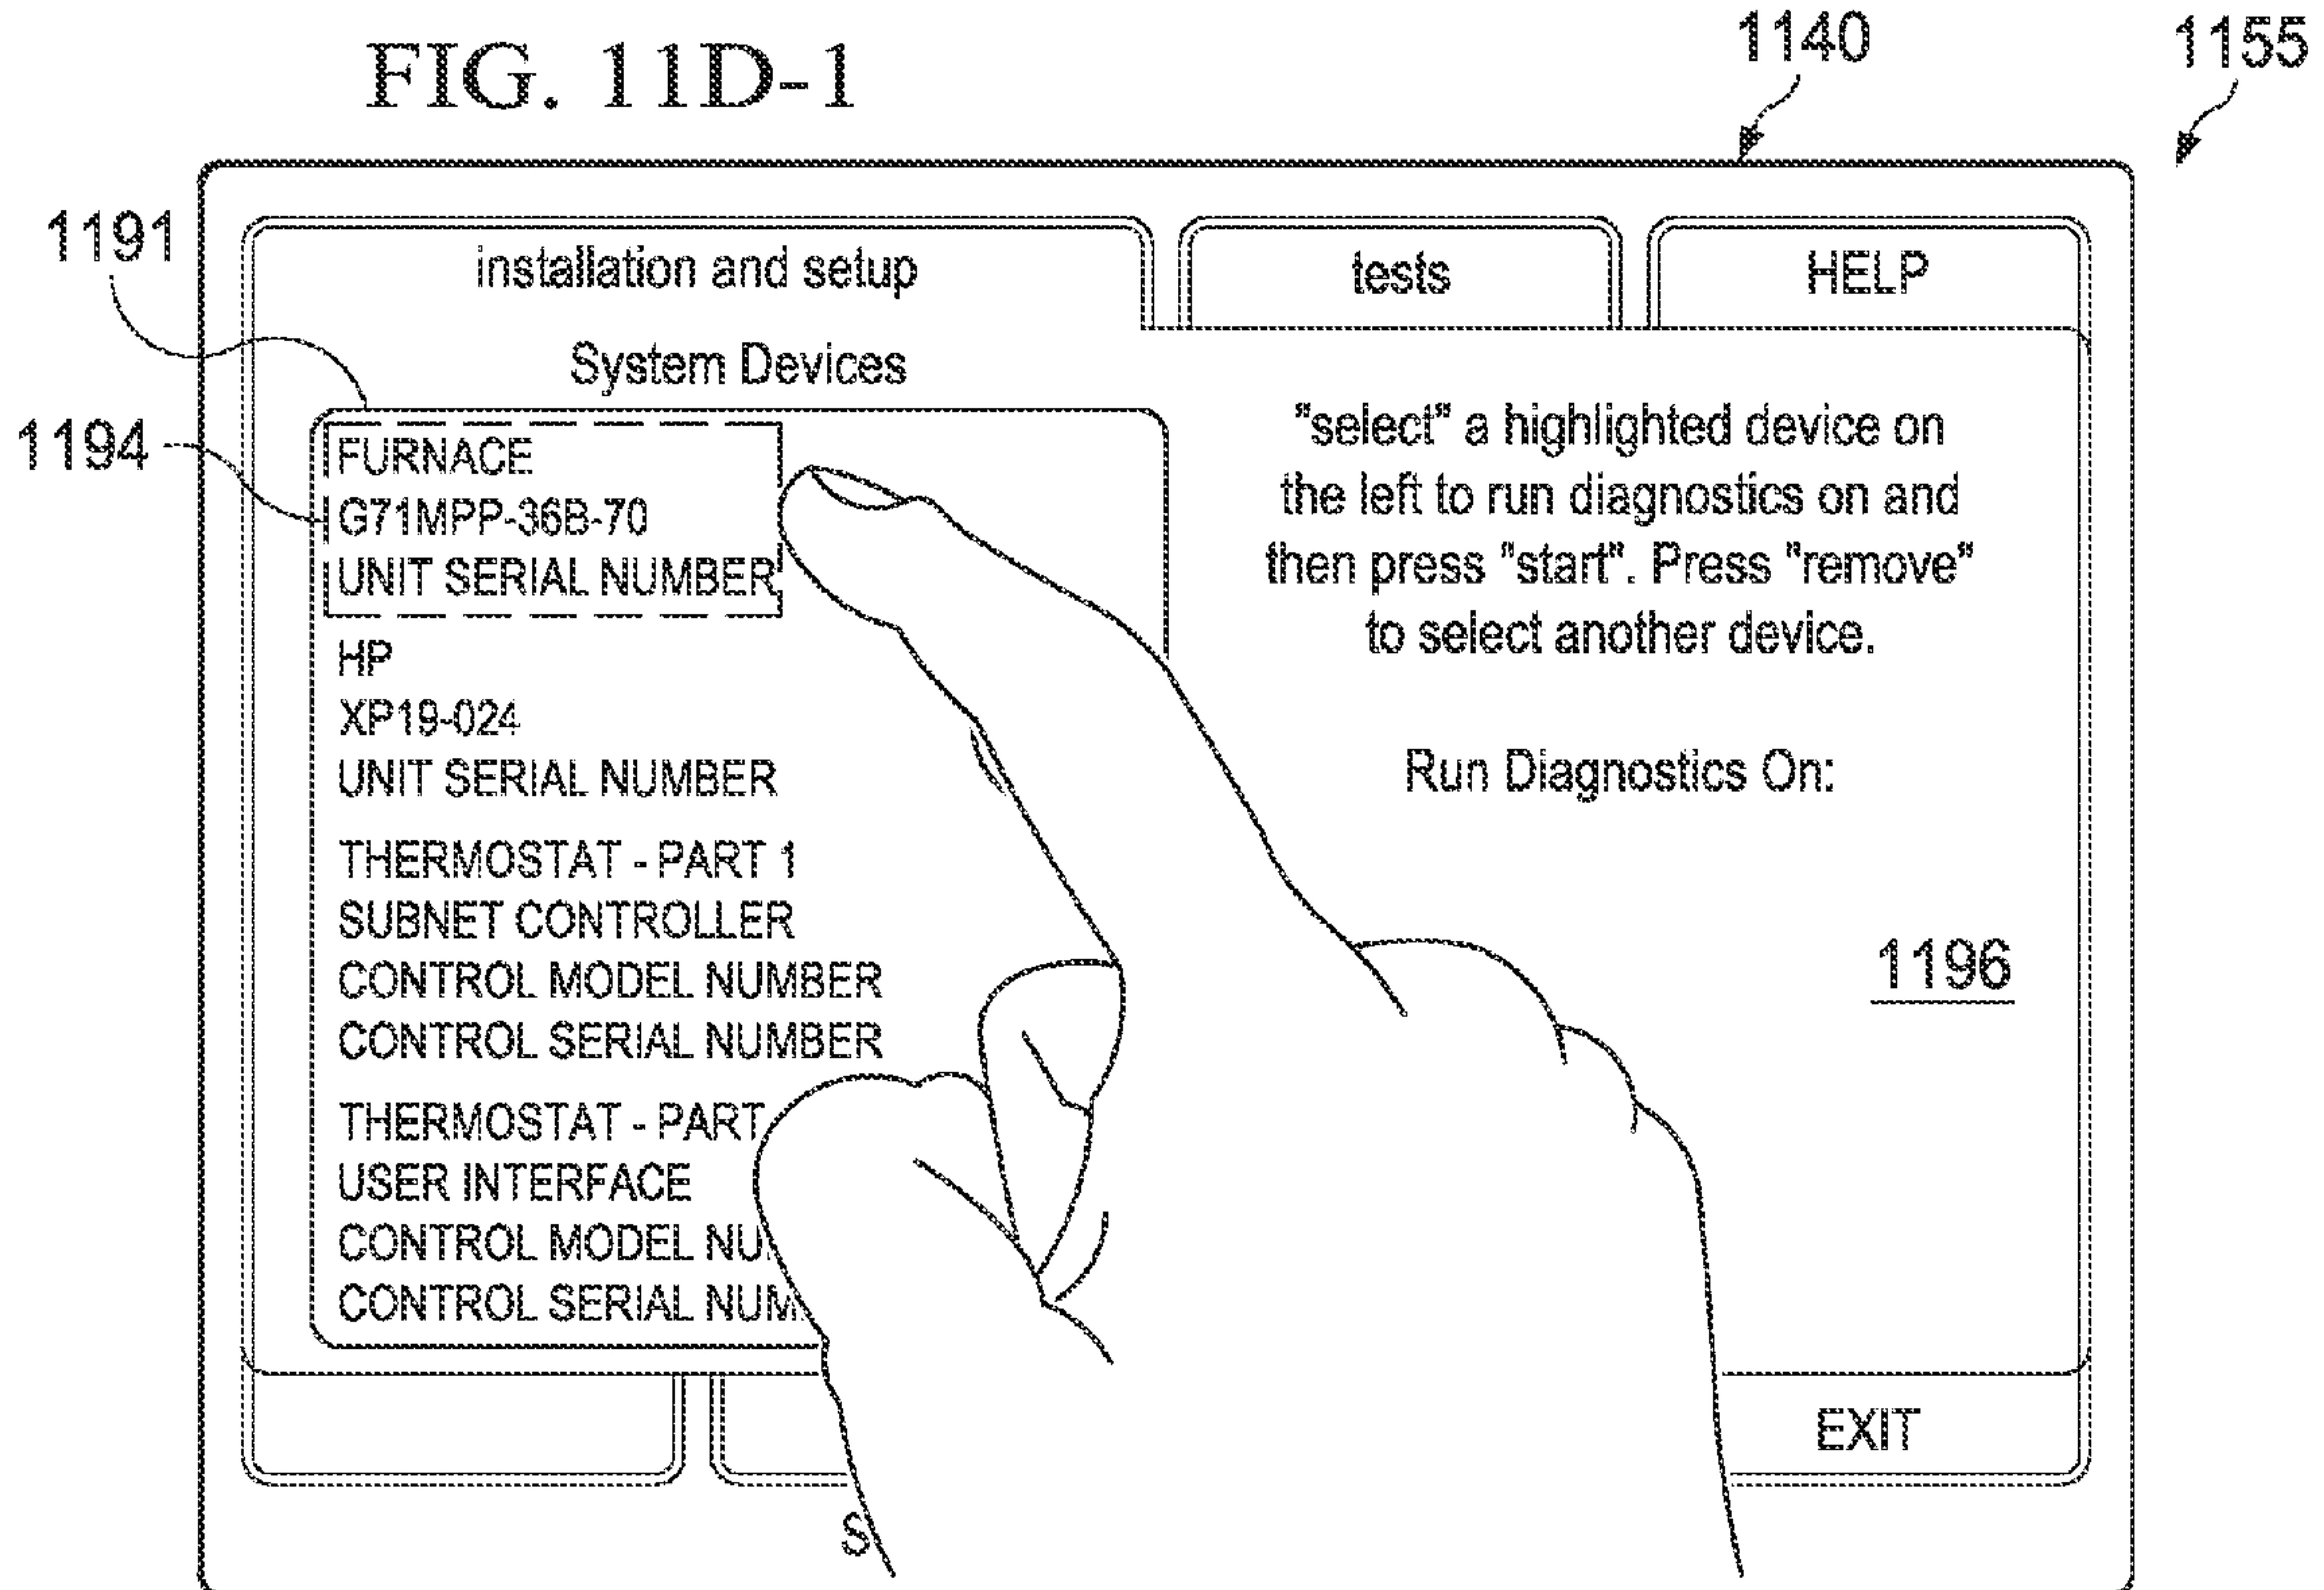 FIG. 11D-1
1140
1155
1191
installation and setup
tests
HELP
System Devices
1194
FURNACE
G71MPP-36B-70
UNIT SERIAL NUMBER
HP
XP19-024
UNIT SERIAL NUMBER
THERMOSTAT - PART 1
SUBNET CONTROLLER
CONTROL MODEL NUMBER
CONTROL SERIAL NUMBER
THERMOSTAT - PART
USER INTERFACE
CONTROL MODEL
CONTROL SERIAL
"select" a highlighted device on
the left to run diagnostics on and
then press "start". Press "remove"
to select another device.
Run Diagnostics On:
1196
EXIT